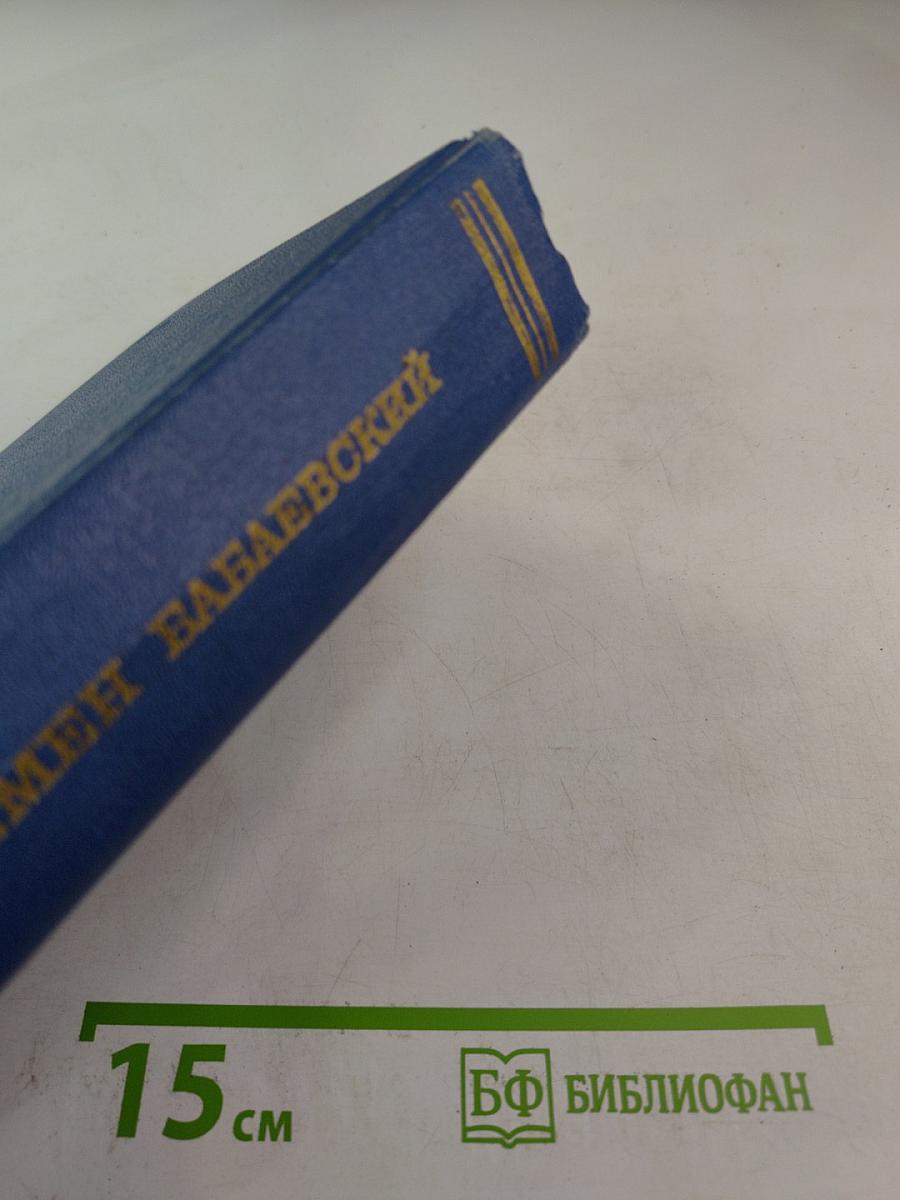 МЕН БАБАЕВСКИЙ
15 см
БФ БИБЛИОФАН